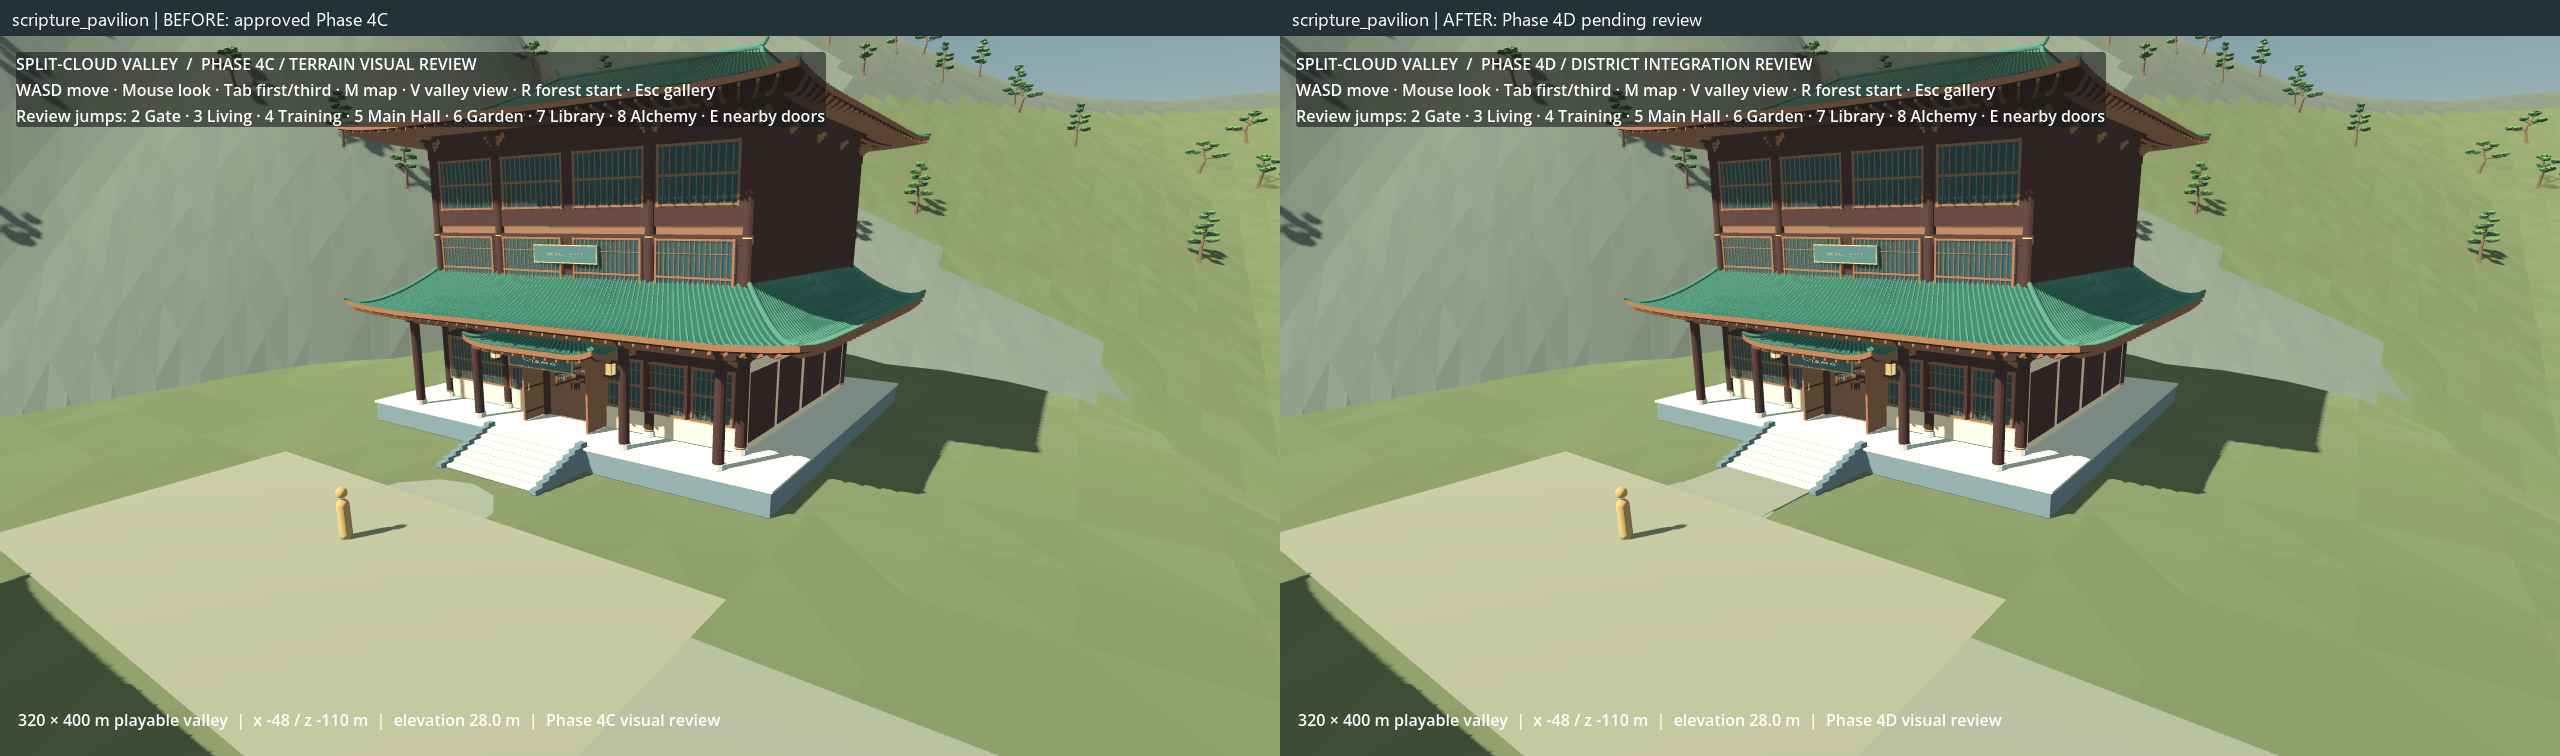 scripture_pavilion | BEFORE: approved Phase 4C
SPLIT-CLOUD VALLEY / PHASE 4C / TERRAIN VISUAL REVIEW
WASD move · Mouse look · Tab first/third · M map · V valley view · R forest start · Esc gallery
Review jumps: 2 Gate · 3 Living · 4 Training · 5 Main Hall · 6 Garden · 7 Library · 8 Alchemy · E nearby doors
320 × 400 m playable valley | x -48 / z -110 m | elevation 28.0 m | Phase 4C visual review
scripture_pavilion | AFTER: Phase 4D pending review
SPLIT-CLOUD VALLEY / PHASE 4D / DISTRICT INTEGRATION REVIEW
WASD move · Mouse look · Tab first/third · M map · V valley view · R forest start · Esc gallery
Review jumps: 2 Gate · 3 Living · 4 Training · 5 Main Hall · 6 Garden · 7 Library · 8 Alchemy · E nearby doors
320 × 400 m playable valley | x -48 / z -110 m | elevation 28.0 m | Phase 4D visual review